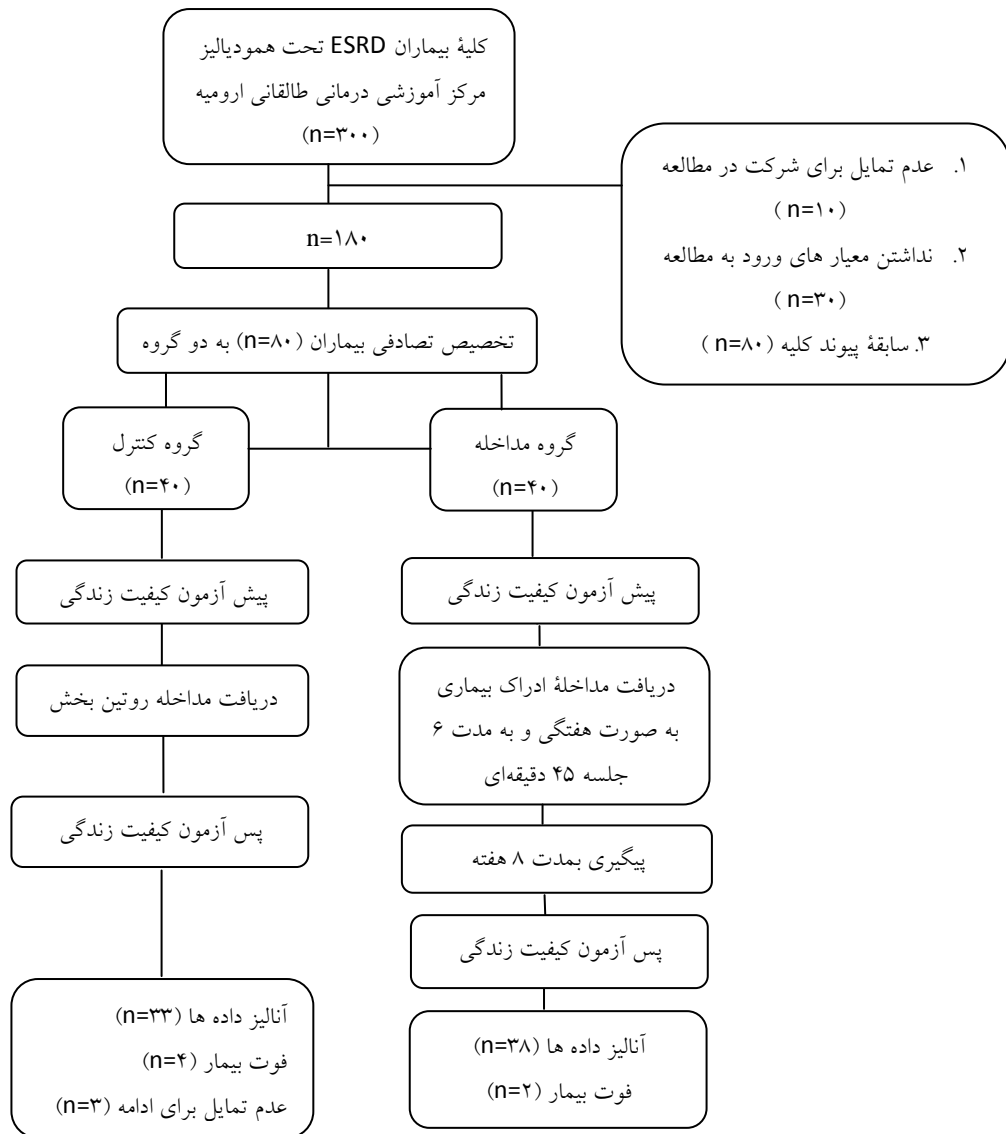 کلیۀ بیماران ESRD تحت همودیالیز
مرکز آموزشی درمانی طالقانی ارومیه
(n=۳۰۰)
۱. عدم تمایل برای شرکت در مطالعه
( n=۱۰)
۲. نداشتن معیار های ورود به مطالعه
( n=۳۰)
۳. سابقۀ پیوند کلیه (n=۸۰ )
n=۱۸۰
تخصیص تصادفی بیماران (n=۸۰) به دو گروه
گروه مداخله
(n=۴۰)
گروه کنترل
(n=۴۰)
پیش آزمون کیفیت زندگی
پیش آزمون کیفیت زندگی
دریافت مداخلۀ ادراک بیماری
به صورت هفتگی و به مدت ۶
جلسه ۴۵ دقیقه‌ای
دریافت مداخله روتین بخش
پیگیری بمدت ۸ هفته
پس آزمون کیفیت زندگی
پس آزمون کیفیت زندگی
آنالیز داده ها (n=۳۸)
فوت بیمار (n=۲)
آنالیز داده ها (n=۳۳)
فوت بیمار (n=۴)
عدم تمایل برای ادامه (n=۳)